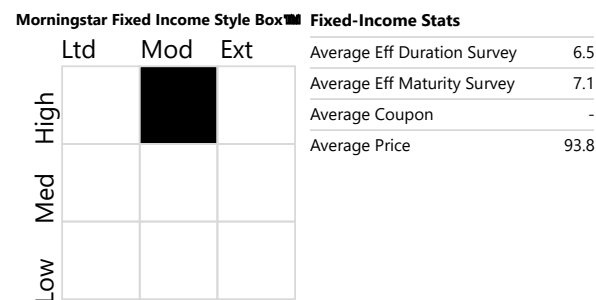 Morningstar Fixed Income Style Box™
Ltd Mod Ext
High
Med
Low
Fixed-Income Stats
Average Eff Duration Survey 6.5
Average Eff Maturity Survey 7.1
Average Coupon -
Average Price 93.8